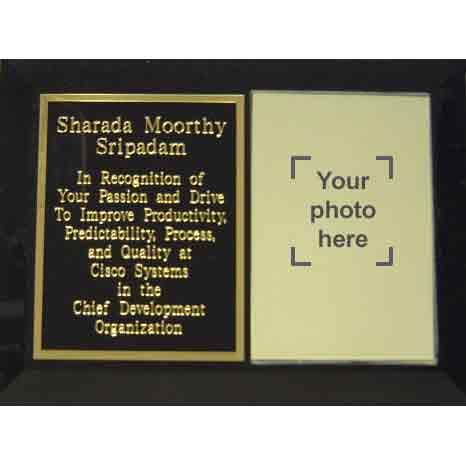 Sharada Moorthy
Sripadam
In Recognition of
Your Passion and Drive
To Improve Productivity,
Predictability, Process,
and Quality at
Cisco Systems
in the
Chief Development
Organization
Your
photo
here